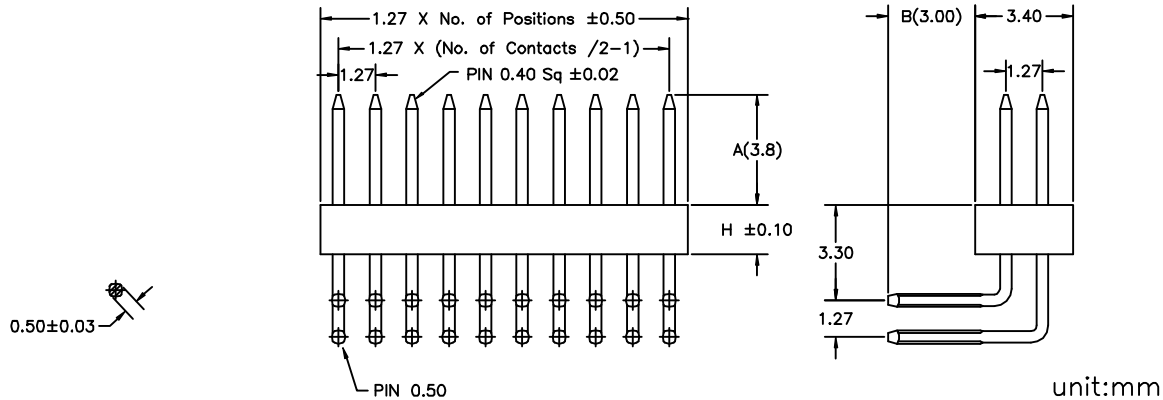 1.27 X No. of Positions ±0.50
B(3.00)
3.40
1.27 X (No. of Contacts /2-1)
1.27
PIN 0.40 Sq ±0.02
1.27
A(3.8)
H ±0.10
3.30
0.50±0.03
1.27
PIN 0.50
unit:mm